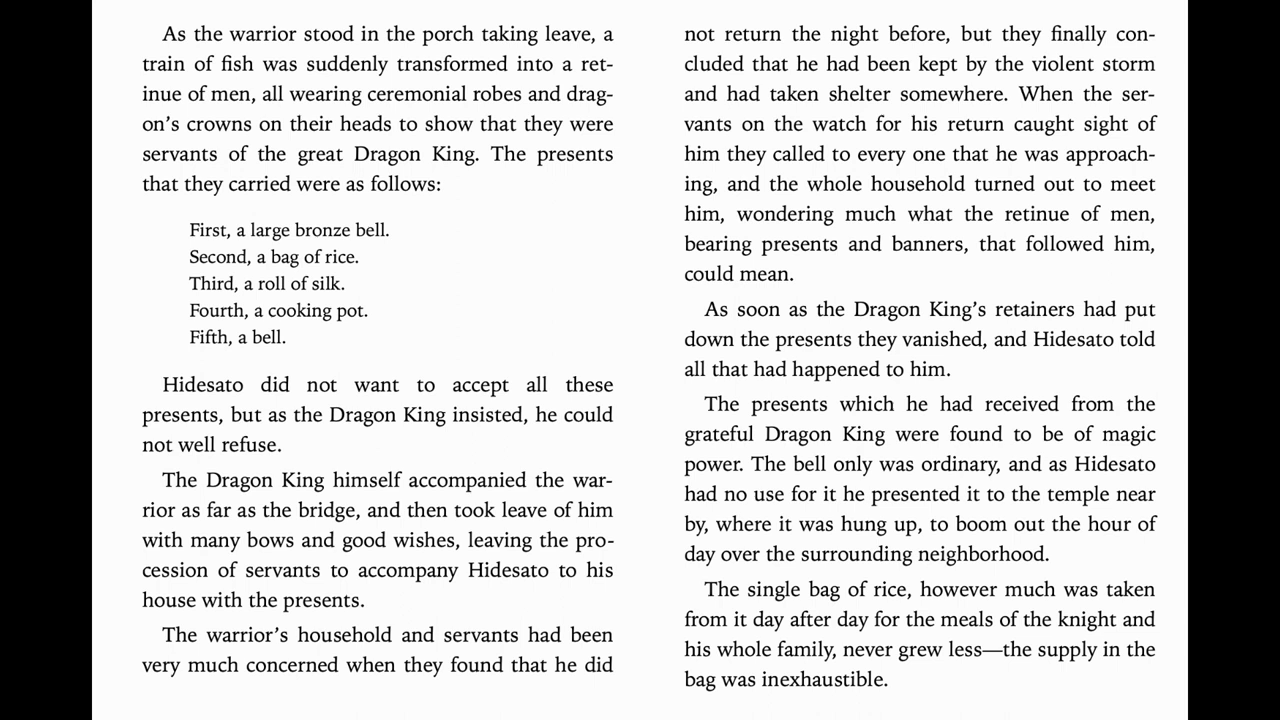 As the warrior stood in the porch taking leave, a
train of fish was suddenly transformed into a ret-
inue of men, all wearing ceremonial robes and drag-
on’s crowns on their heads to show that they were
servants of the great Dragon King. The presents
that they carried were as follows:
First, a large bronze bell.
Second, a bag of rice.
Third, a roll of silk.
Fourth, a cooking pot.
Fifth, a bell.
Hidesato did not want to accept all these
presents, but as the Dragon King insisted, he could
not well refuse.
The Dragon King himself accompanied the war-
rior as far as the bridge, and then took leave of him
with many bows and good wishes, leaving the pro-
cession of servants to accompany Hidesato to his
house with the presents.
The warrior’s household and servants had been
very much concerned when they found that he did
not return the night before, but they finally con-
cluded that he had been kept by the violent storm
and had taken shelter somewhere. When the ser-
vants on the watch for his return caught sight of
him they called to every one that he was approach-
ing, and the whole household turned out to meet
him, wondering much what the retinue of men,
bearing presents and banners, that followed him,
could mean.
As soon as the Dragon King’s retainers had put
down the presents they vanished, and Hidesato told
all that had happened to him.
The presents which he had received from the
grateful Dragon King were found to be of magic
power. The bell only was ordinary, and as Hidesato
had no use for it he presented it to the temple near
by, where it was hung up, to boom out the hour of
day over the surrounding neighborhood.
The single bag of rice, however much was taken
from it day after day for the meals of the knight and
his whole family, never grew less—the supply in the
bag was inexhaustible.